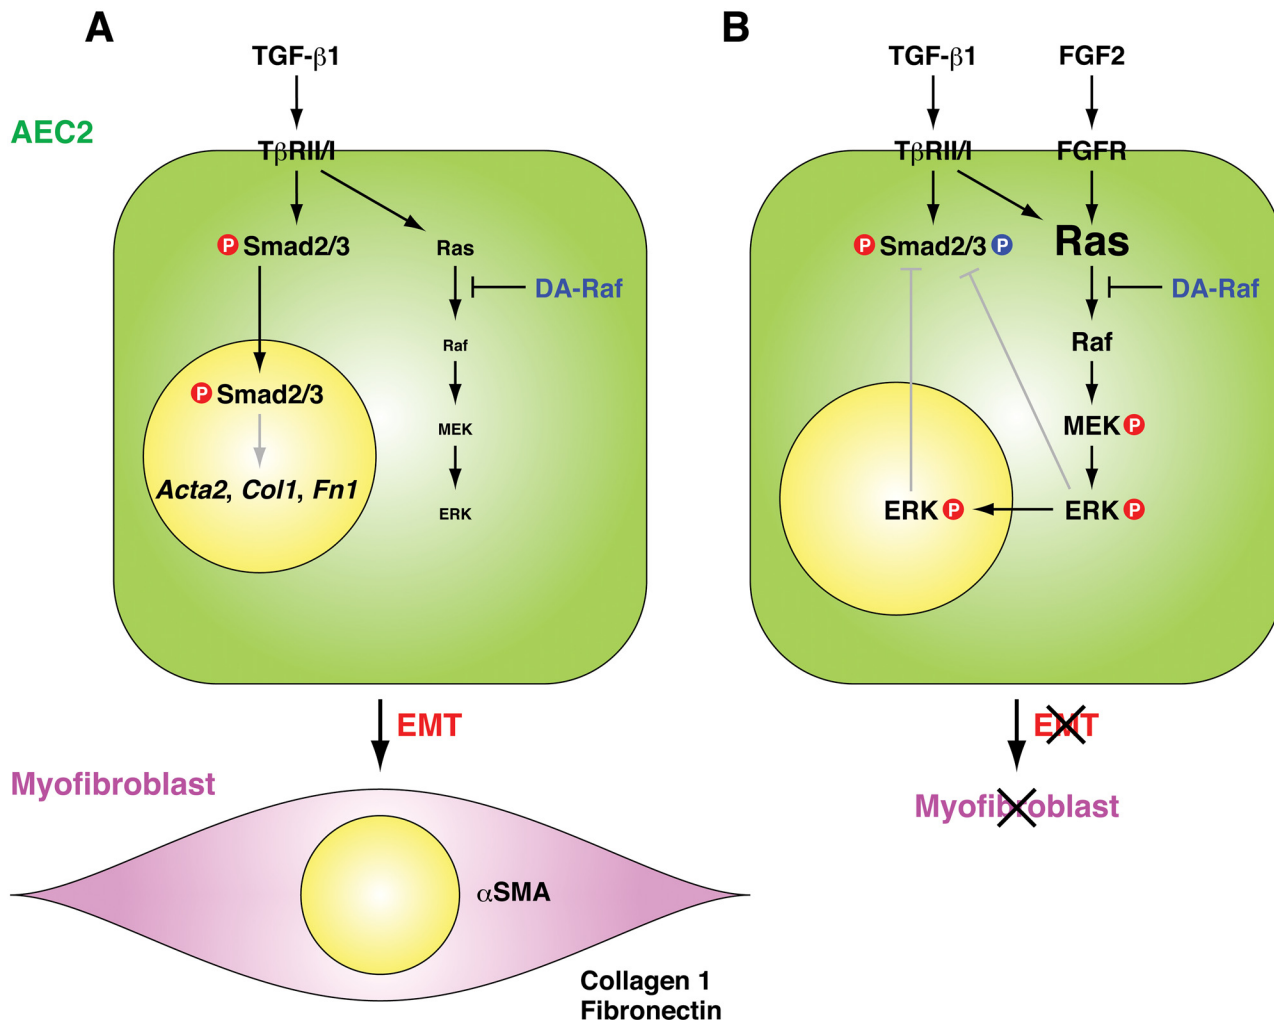 A
TGF-β1
AEC2
TβRII/I
P Smad2/3
Ras
DA-Raf
Raf
P Smad2/3
MEK
Acta2, Col1, Fn1
ERK
EMT
Myofibroblast
αSMA
Collagen 1
Fibronectin
B
TGF-β1 FGF2
TβRII/I FGFR
P Smad2/3 P Ras
DA-Raf
Raf
MEK P
ERK P ERK P
EMT
Myofibroblast